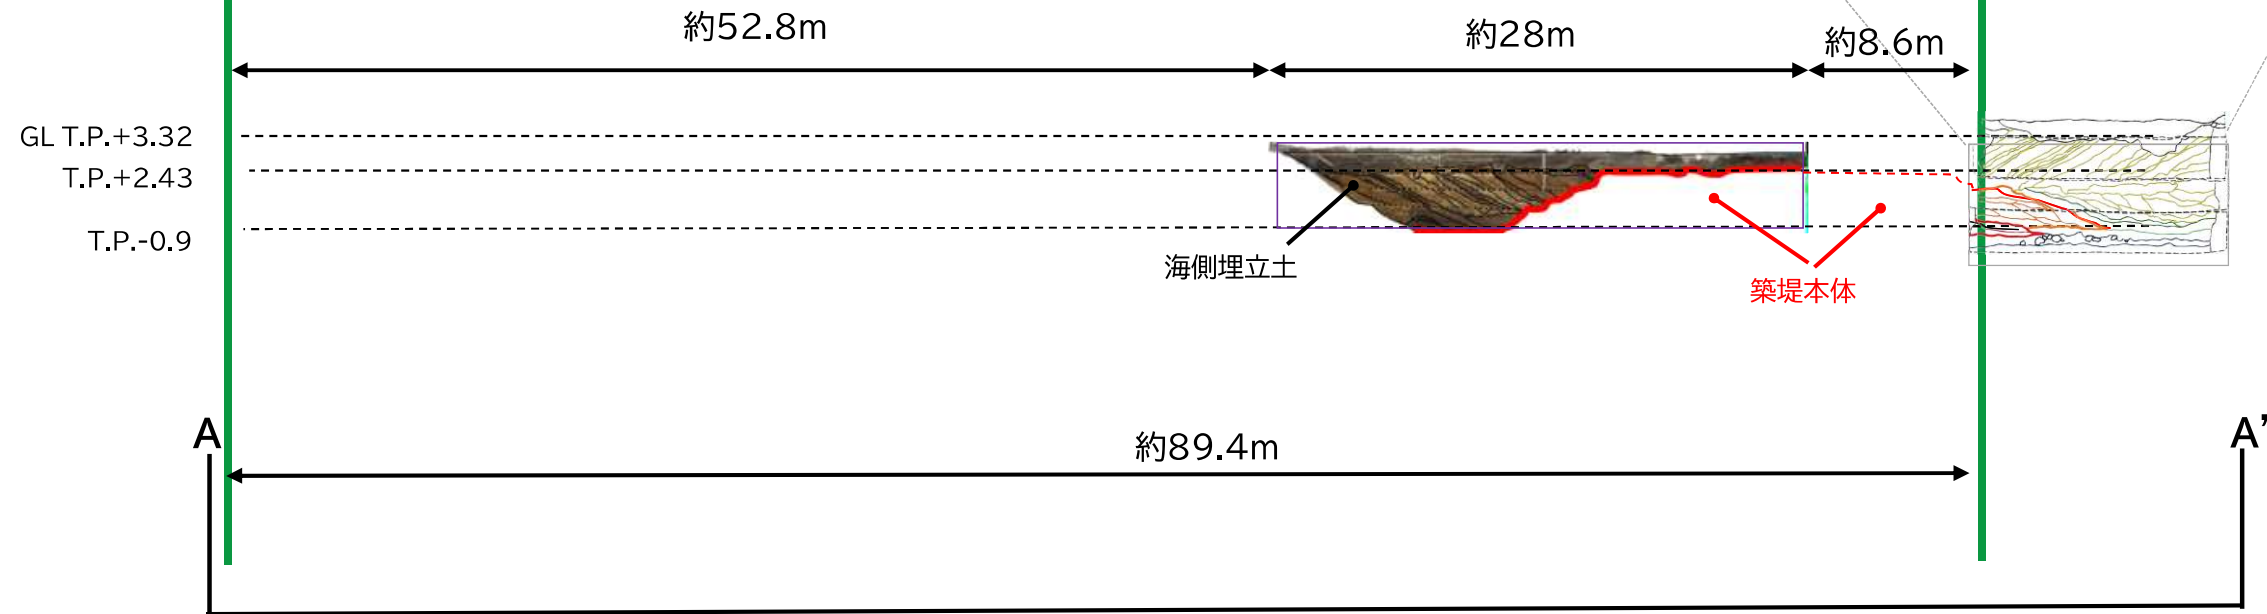 約52.8m
約28m
約8.6m
GL T.P.+3.32
T.P.+2.43
T.P.-0.9
海側埋立土
築堤本体
A
A’
約89.4m